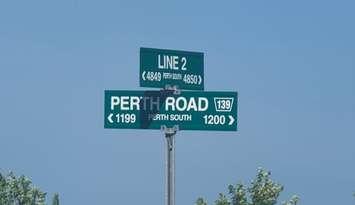 LINE 2
< 4849 PERTH SOUTH 4850 >
PERTH ROAD 139
< 1199 PERTH SOUTH 1200 >